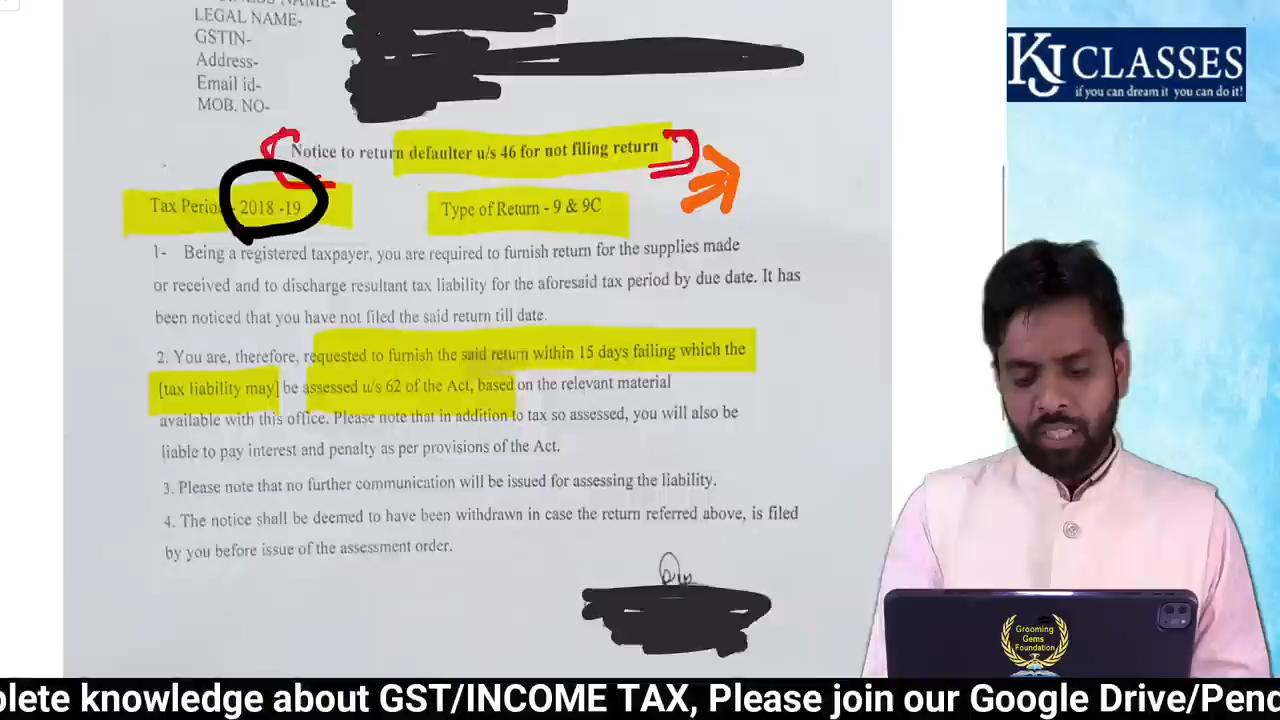 LEGAL NAME-
GSTIN-
Address-
Email id-
MOB. NO-
Notice to return defaulter u/s 46 for not filing return
Tax Period - 2018 -19 Type of Return - 9 & 9C
1- Being a registered taxpayer, you are required to furnish return for the supplies made
or received and to discharge resultant tax liability for the aforesaid tax period by due date. It has
been noticed that you have not filed the said return till date.
2. You are, therefore, requested to furnish the said return within 15 days failing which the
[tax liability may] be assessed u/s 62 of the Act, based on the relevant material
available with this office. Please note that in addition to tax so assessed, you will also be
liable to pay interest and penalty as per provisions of the Act.
3. Please note that no further communication will be issued for assessing the liability.
4. The notice shall be deemed to have been withdrawn in case the return referred above, is filed
by you before issue of the assessment order.
KJ CLASSES
if you can dream it you can do it!
Grooming
Gems
Foundation
plete knowledge about GST/INCOME TAX, Please join our Google Drive/Pend